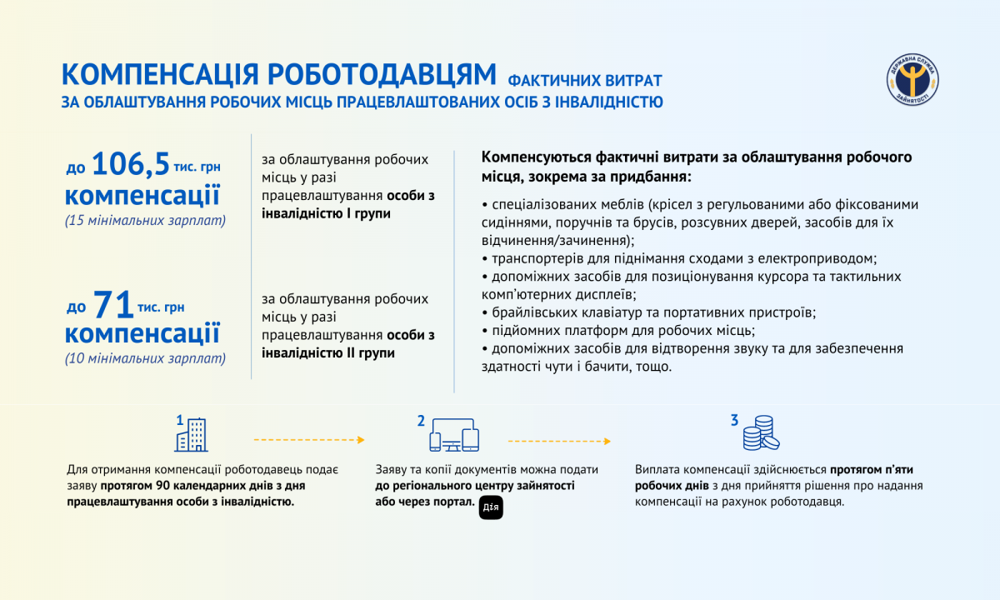 КОМПЕНСАЦІЯ РОБОТОДАВЦЯМ ФАКТИЧНИХ ВИТРАТ
ЗА ОБЛАШТУВАННЯ РОБОЧИХ МІСЦЬ ПРАЦЕВЛАШТОВАНИХ ОСІБ З ІНВАЛІДНІСТЮ
ДЕРЖАВНА СЛУЖБА
ЗАЙНЯТОСТІ
до 106,5 тис. грн
компенсації
(15 мінімальних зарплат)
за облаштування робочих
місць у разі
працевлаштування особи з
інвалідністю І групи
до 71 тис. грн
компенсації
(10 мінімальних зарплат)
за облаштування робочих
місць у разі
працевлаштування особи з
інвалідністю ІІ групи
Компенсуються фактичні витрати за облаштування робочого
місця, зокрема за придбання:
• спеціалізованих меблів (крісел з регульованими або фіксованими
сидіннями, поручнів та брусів, розсувних дверей, засобів для їх
відчинення/зачинення);
• транспортерів для піднімання сходами з електроприводом;
• допоміжних засобів для позиціонування курсора та тактильних
комп’ютерних дисплеїв;
• брайлівських клавіатур та портативних пристроїв;
• підйомних платформ для робочих місць;
• допоміжних засобів для відтворення звуку та для забезпечення
здатності чути і бачити, тощо.
1
Для отримання компенсації роботодавець подає
заяву протягом 90 календарних днів з дня
працевлаштування особи з інвалідністю.
2
Заяву та копії документів можна подати
до регіонального центру зайнятості
або через портал. Дія
3
Виплата компенсації здійснюється протягом п’яти
робочих днів з дня прийняття рішення про надання
компенсації на рахунок роботодавця.